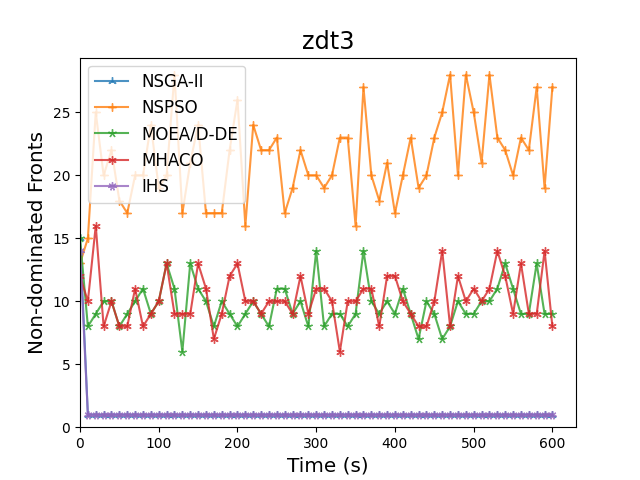 zdt3
NSGA-II
NSPSO
MOEA/D-DE
MHACO
IHS
Non-dominated Fronts
25
20
15
10
5
0
0 100 200 300 400 500 600
Time (s)